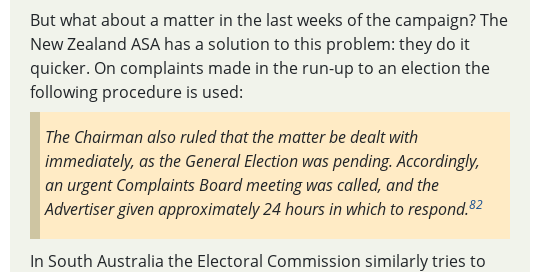 But what about a matter in the last weeks of the campaign? The
New Zealand ASA has a solution to this problem: they do it
quicker. On complaints made in the run-up to an election the
following procedure is used:
The Chairman also ruled that the matter be dealt with
immediately, as the General Election was pending. Accordingly,
an urgent Complaints Board meeting was called, and the
Advertiser given approximately 24 hours in which to respond.82
In South Australia the Electoral Commission similarly tries to